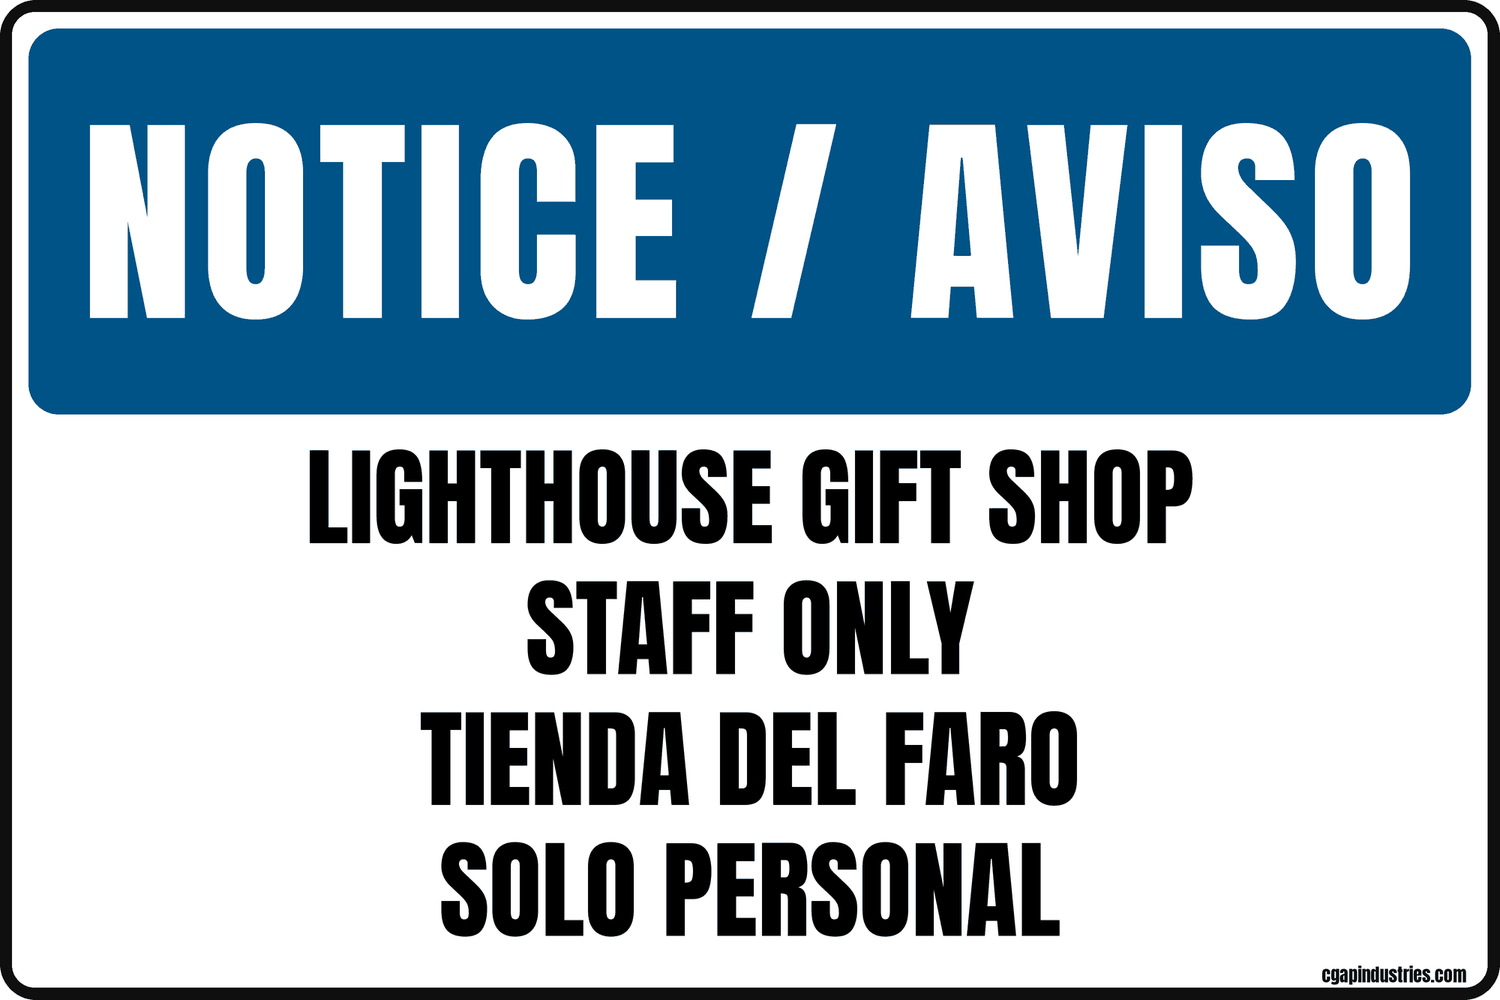 NOTICE / AVISO
LIGHTHOUSE GIFT SHOP
STAFF ONLY
TIENDA DEL FARO
SOLO PERSONAL
cgapindustries.com